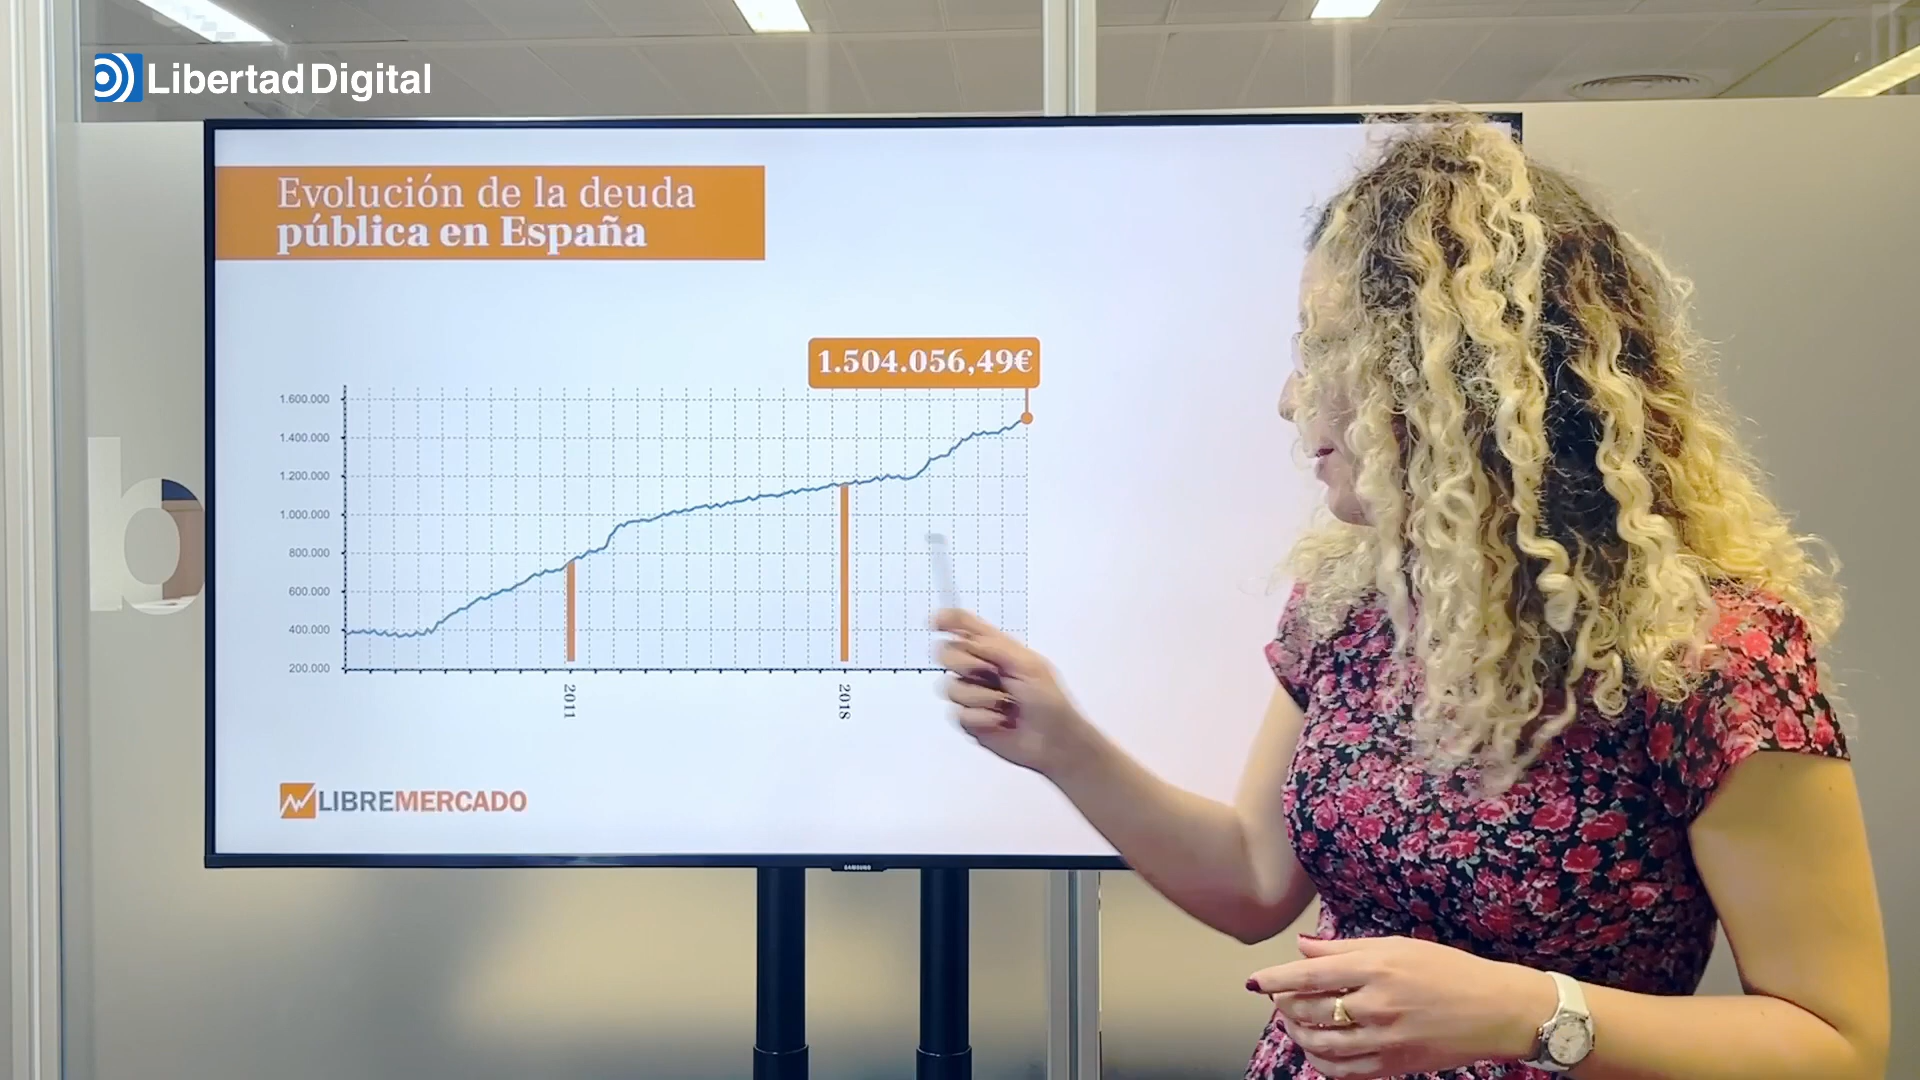 Libertad Digital
Evolución de la deuda
pública en España
1.504.056,49€
1.600.000
1.400.000
1.200.000
1.000.000
800.000
600.000
400.000
200.000
2011
2018
LIBREMERCADO
SAMSUNG
b